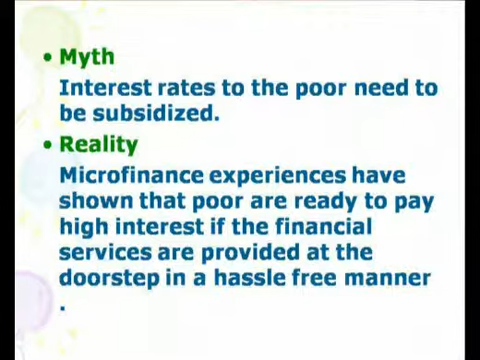 • Myth
Interest rates to the poor need to
be subsidized.
• Reality
Microfinance experiences have
shown that poor are ready to pay
high interest if the financial
services are provided at the
doorstep in a hassle free manner
.